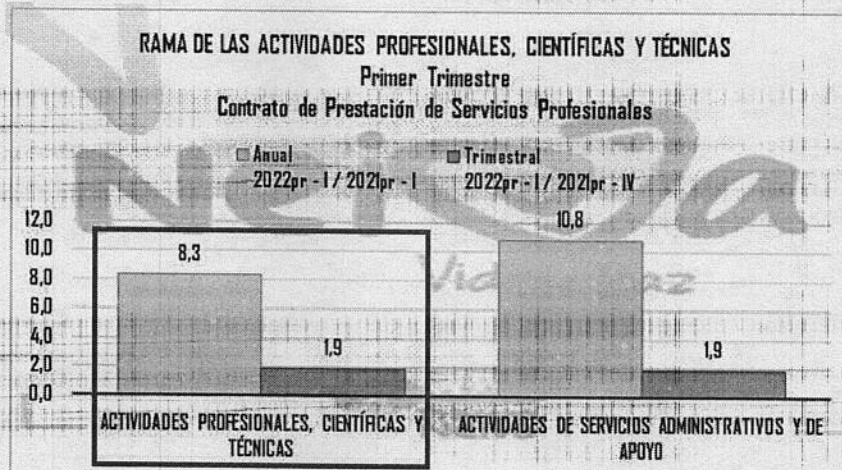 RAMA DE LAS ACTIVIDADES PROFESIONALES, CIENTÍFICAS Y TÉCNICAS
Primer Trimestre
Contrato de Prestación de Servicios Profesionales
Anual
2022pr - I / 2021pr - I
Trimestral
2022pr - I / 2021pr - IV
12,0
10,0
8,0
6,0
4,0
2,0
0,0
8,3
1,9
10,8
1,9
ACTIVIDADES PROFESIONALES, CIENTÍFICAS Y
TÉCNICAS
ACTIVIDADES DE SERVICIOS ADMINISTRATIVOS Y DE
APOYO
Neiva